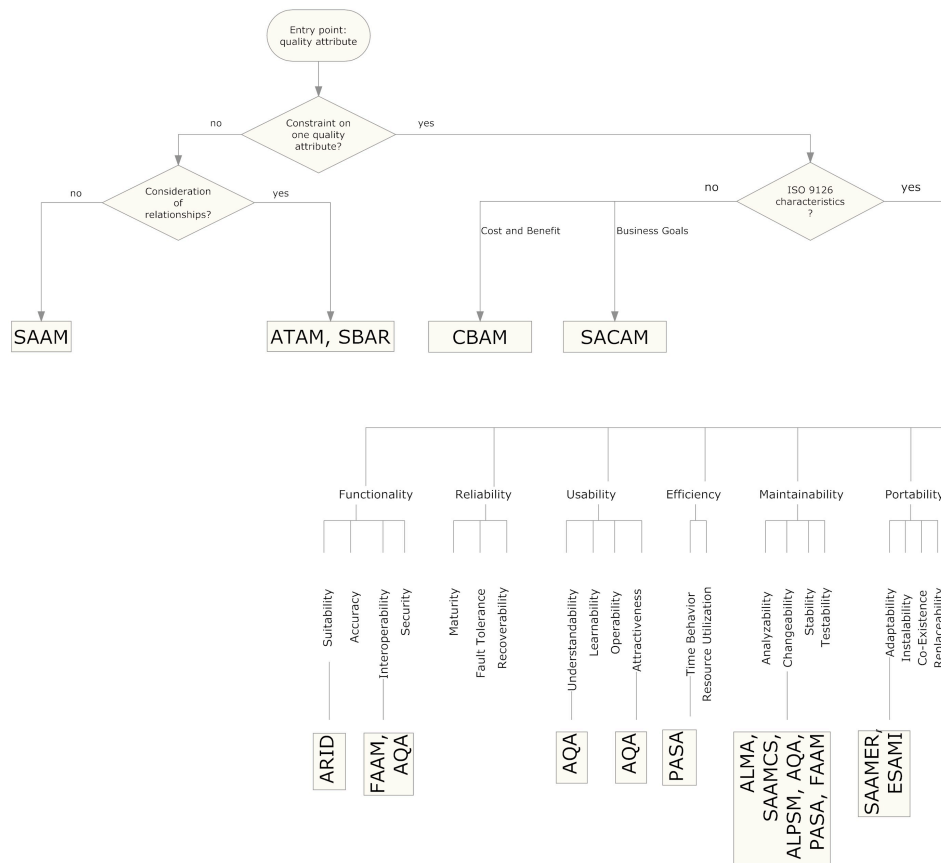 Entry point:
quality attribute
no
Constraint on
one quality
attribute?
yes
no
Consideration
of
relationships?
yes
no
ISO 9126
characteristics
?
yes
Cost and Benefit
Business Goals
SAAM
ATAM, SBAR
CBAM
SACAM
Functionality
Reliability
Usability
Efficiency
Maintainability
Portability
Suitability
Accuracy
Interoperability
Security
Maturity
Fault Tolerance
Recoverability
Understandability
Learnability
Operability
Attractiveness
Time Behavior
Resource Utilization
Analyzability
Changeability
Stability
Testability
Adaptability
Instalability
Co-Existence
Replaceability
ARID
FAAM,
AQA
AQA
AQA
PASA
ALMA,
SAAMCS,
ALPSM, AQA,
PASA, FAAM
SAAMER,
ESAMI